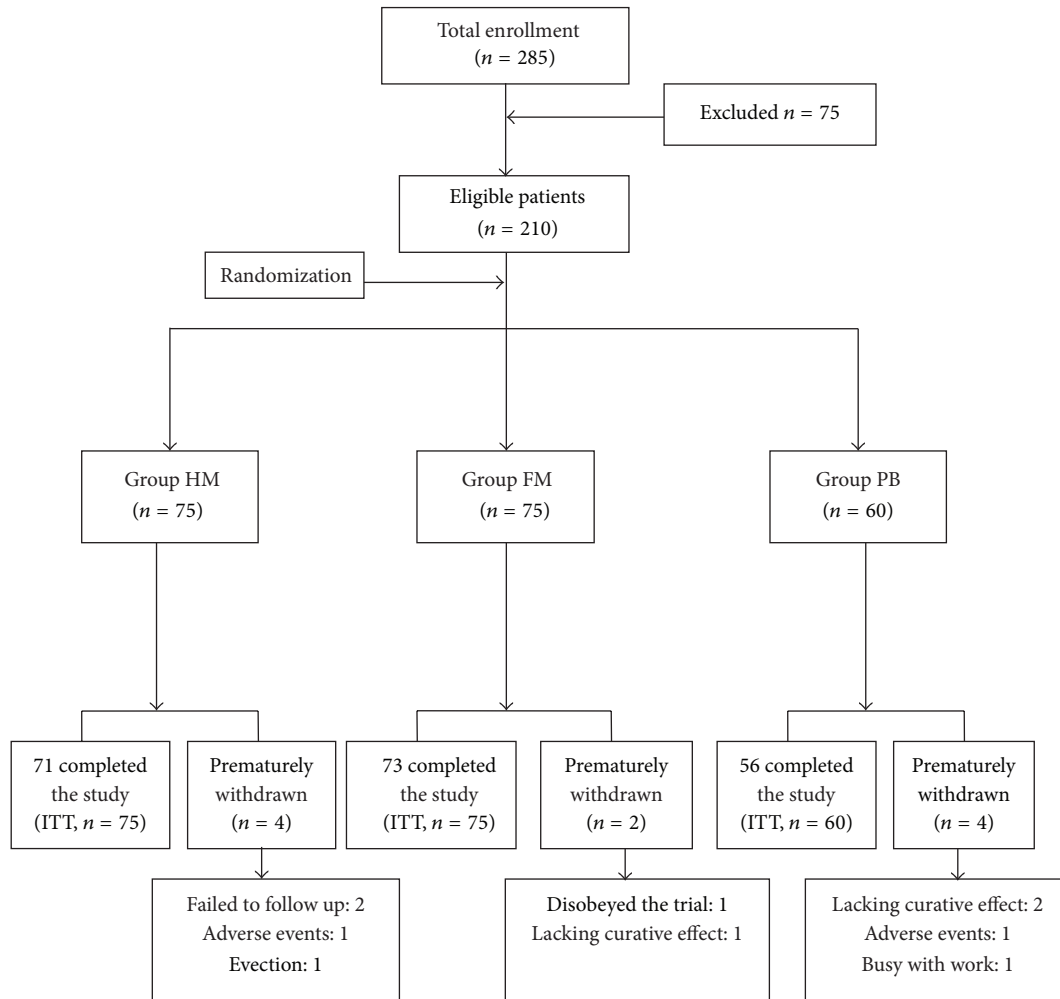 Total enrollment
(n = 285)
Excluded n = 75
Eligible patients
(n = 210)
Randomization
Group HM
(n = 75)
Group FM
(n = 75)
Group PB
(n = 60)
71 completed
the study
(ITT, n = 75)
Prematurely
withdrawn
(n = 4)
73 completed
the study
(ITT, n = 75)
Prematurely
withdrawn
(n = 2)
56 completed
the study
(ITT, n = 60)
Prematurely
withdrawn
(n = 4)
Failed to follow up: 2
Adverse events: 1
Evection: 1
Disobeyed the trial: 1
Lacking curative effect: 1
Lacking curative effect: 2
Adverse events: 1
Busy with work: 1